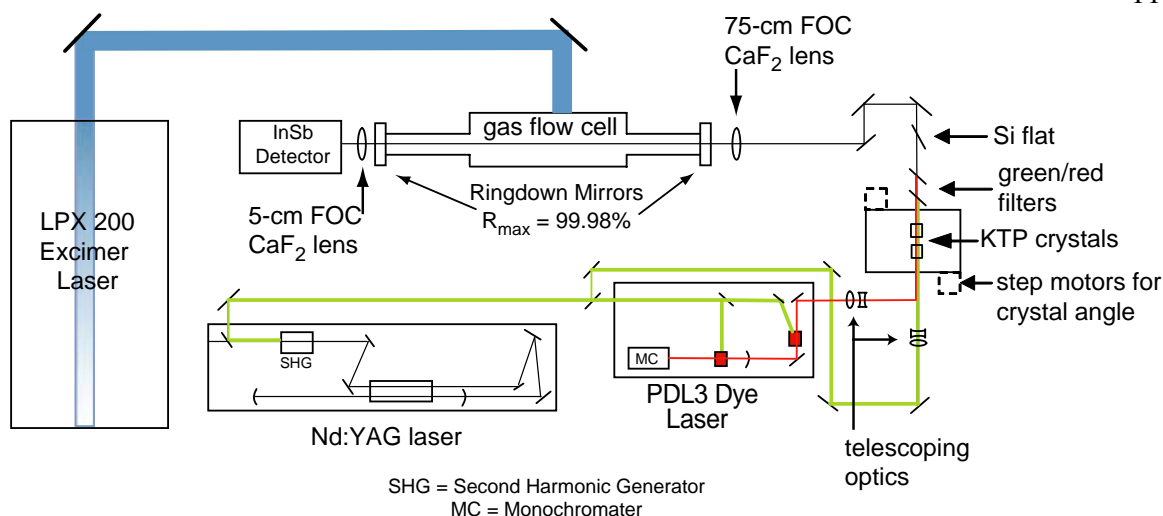 75-cm FOC
CaF2 lens
InSb
Detector
gas flow cell
Si flat
Ringdown Mirrors
Rmax = 99.98%
green/red
filters
5-cm FOC
CaF2 lens
LPX 200
Excimer
Laser
KTP crystals
step motors for
crystal angle
SHG
MC
PDL3 Dye
Laser
Nd:YAG laser
telescoping
optics
SHG = Second Harmonic Generator
MC = Monochromater